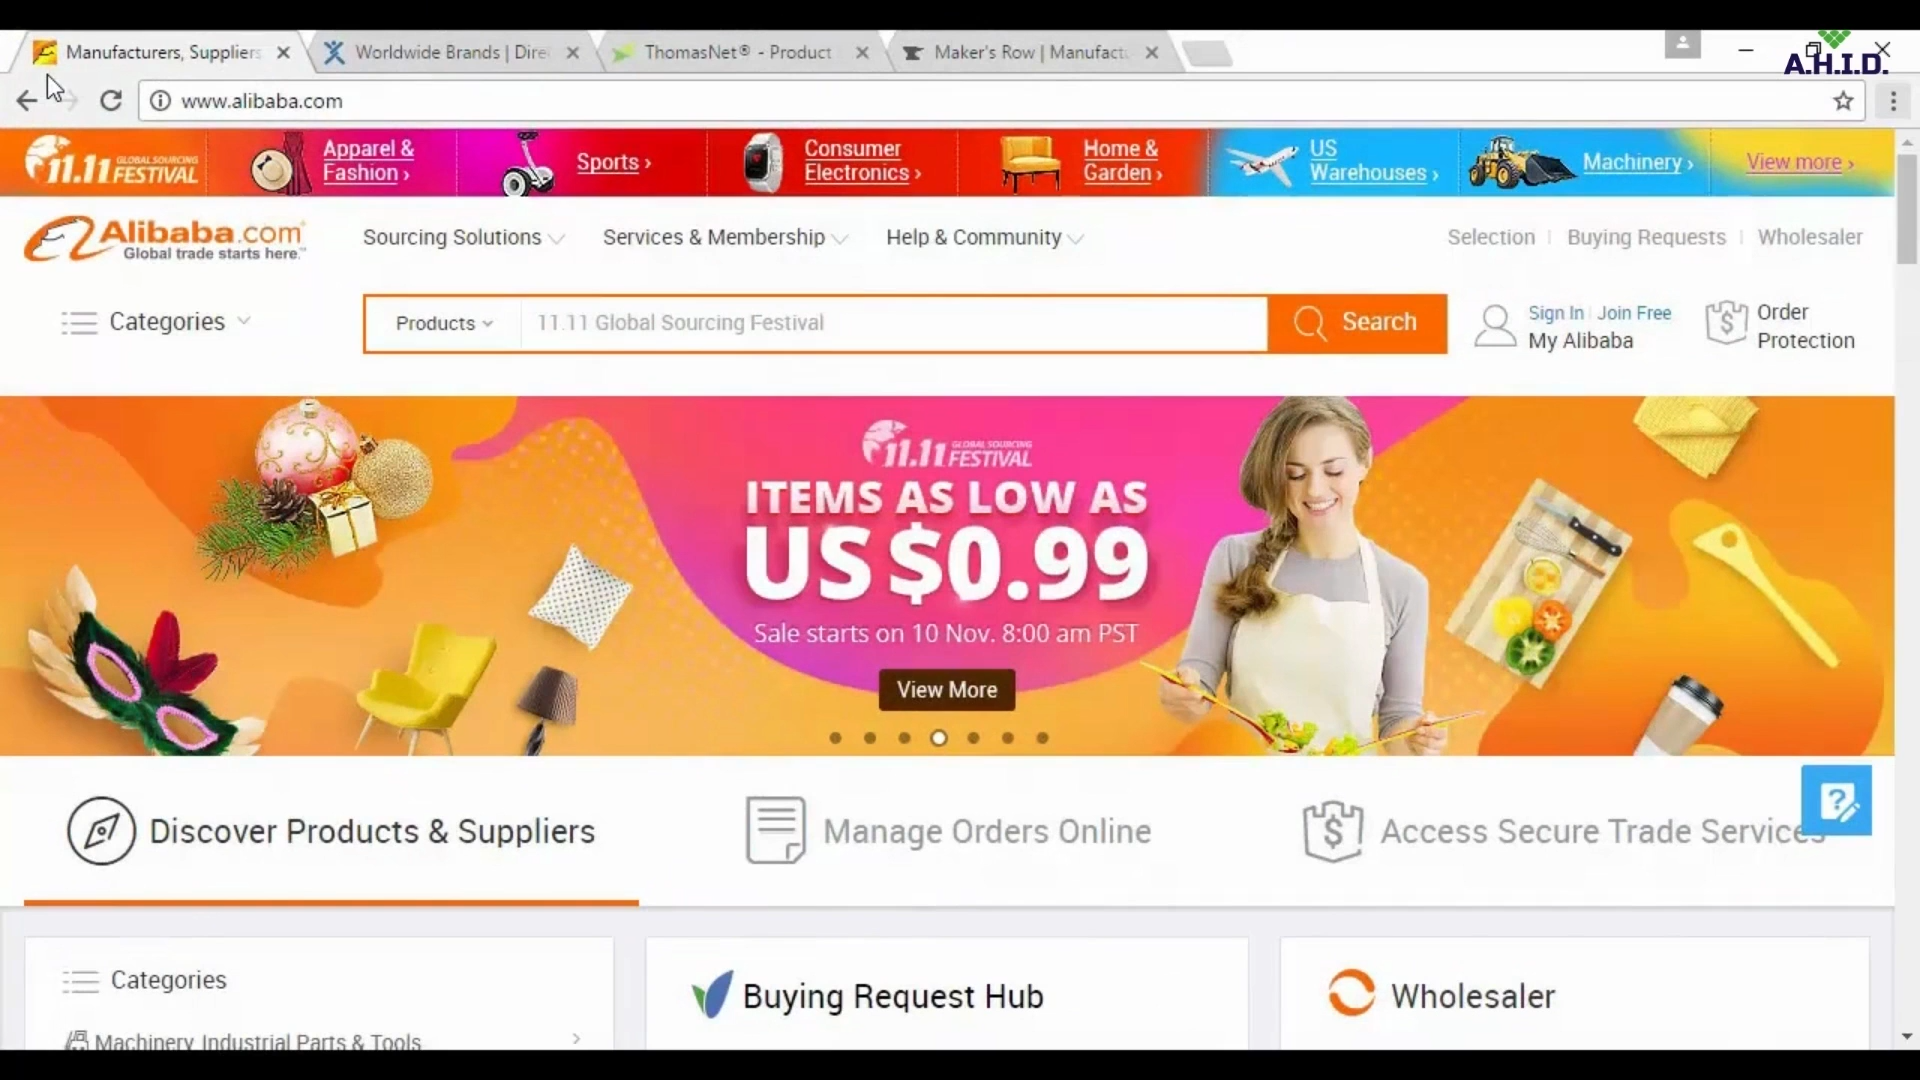 Manufacturers, Suppliers
Worldwide Brands | Dire
ThomasNet® - Product
Maker's Row | Manufactu
A.H.I.D.
www.alibaba.com
11.11 GLOBAL SOURCING FESTIVAL
Apparel & Fashion ›
Sports ›
Consumer Electronics ›
Home & Garden ›
US Warehouses ›
Machinery ›
View more ›
Alibaba.com
Global trade starts here.™
Sourcing Solutions
Services & Membership
Help & Community
Selection
Buying Requests
Wholesaler
Categories
Products
11.11 Global Sourcing Festival
Search
Sign In | Join Free
My Alibaba
Order
Protection
11.11 GLOBAL SOURCING FESTIVAL
ITEMS AS LOW AS
US $0.99
Sale starts on 10 Nov. 8:00 am PST
View More
Discover Products & Suppliers
Manage Orders Online
Access Secure Trade Services
Categories
Machinery Industrial Parts & Tools
Buying Request Hub
Wholesaler